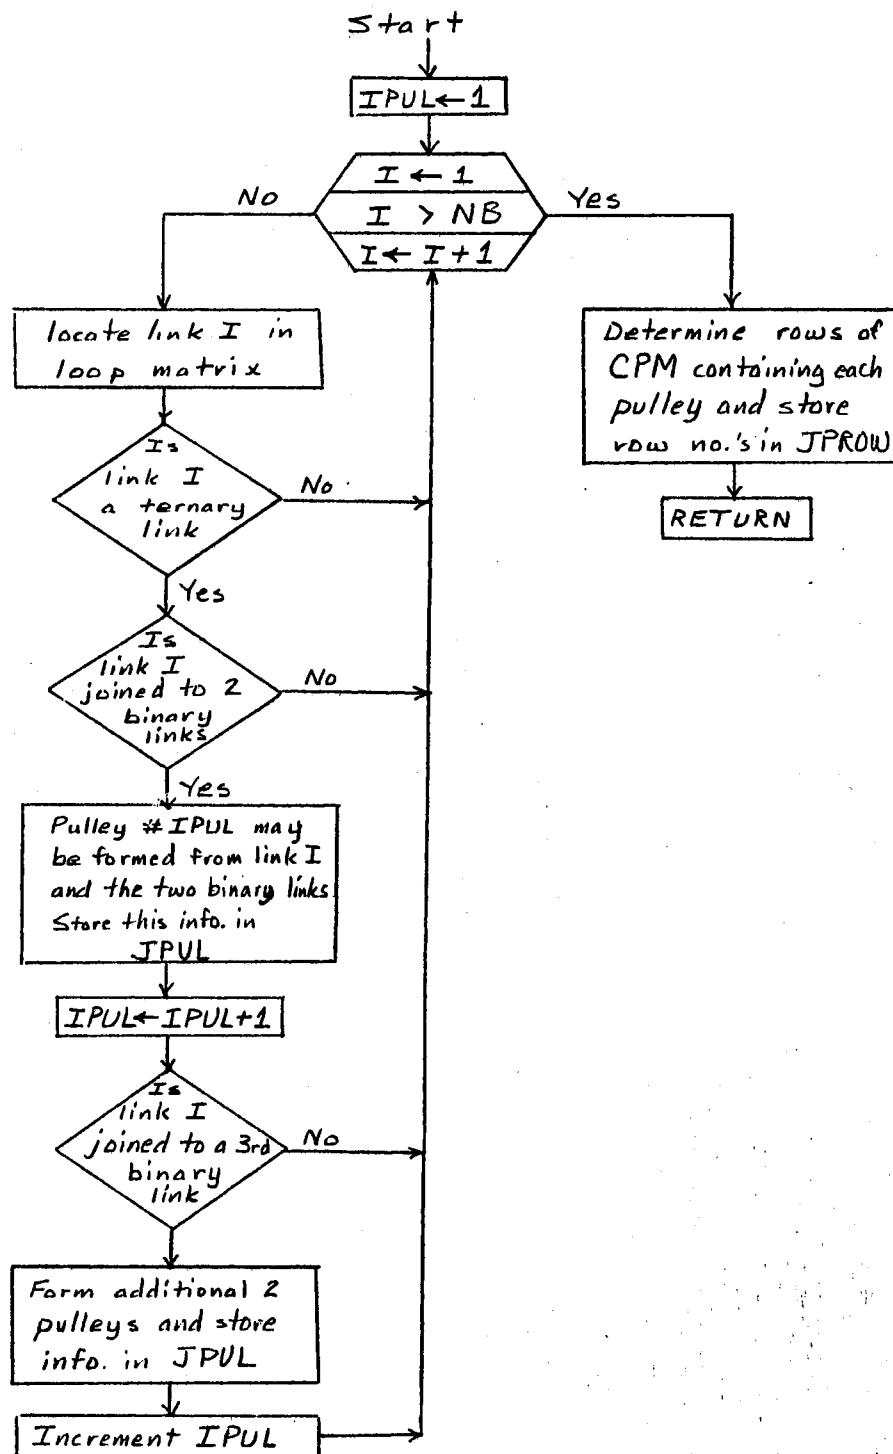 Start
IPUL←1
I ← 1
I > NB
I ← I+1
No
Yes
locate link I in
loop matrix
Determine rows of
CPM containing each
pulley and store
row no.'s in JPROW
RETURN
Is
link I
a ternary
link
No
Yes
Is
link I
joined to 2
binary
links
No
Yes
Pulley #IPUL may
be formed from link I
and the two binary links.
Store this info. in
JPUL
IPUL←IPUL+1
Is
link I
joined to a 3rd
binary
link
No
Form additional 2
pulleys and store
info. in JPUL
Increment IPUL